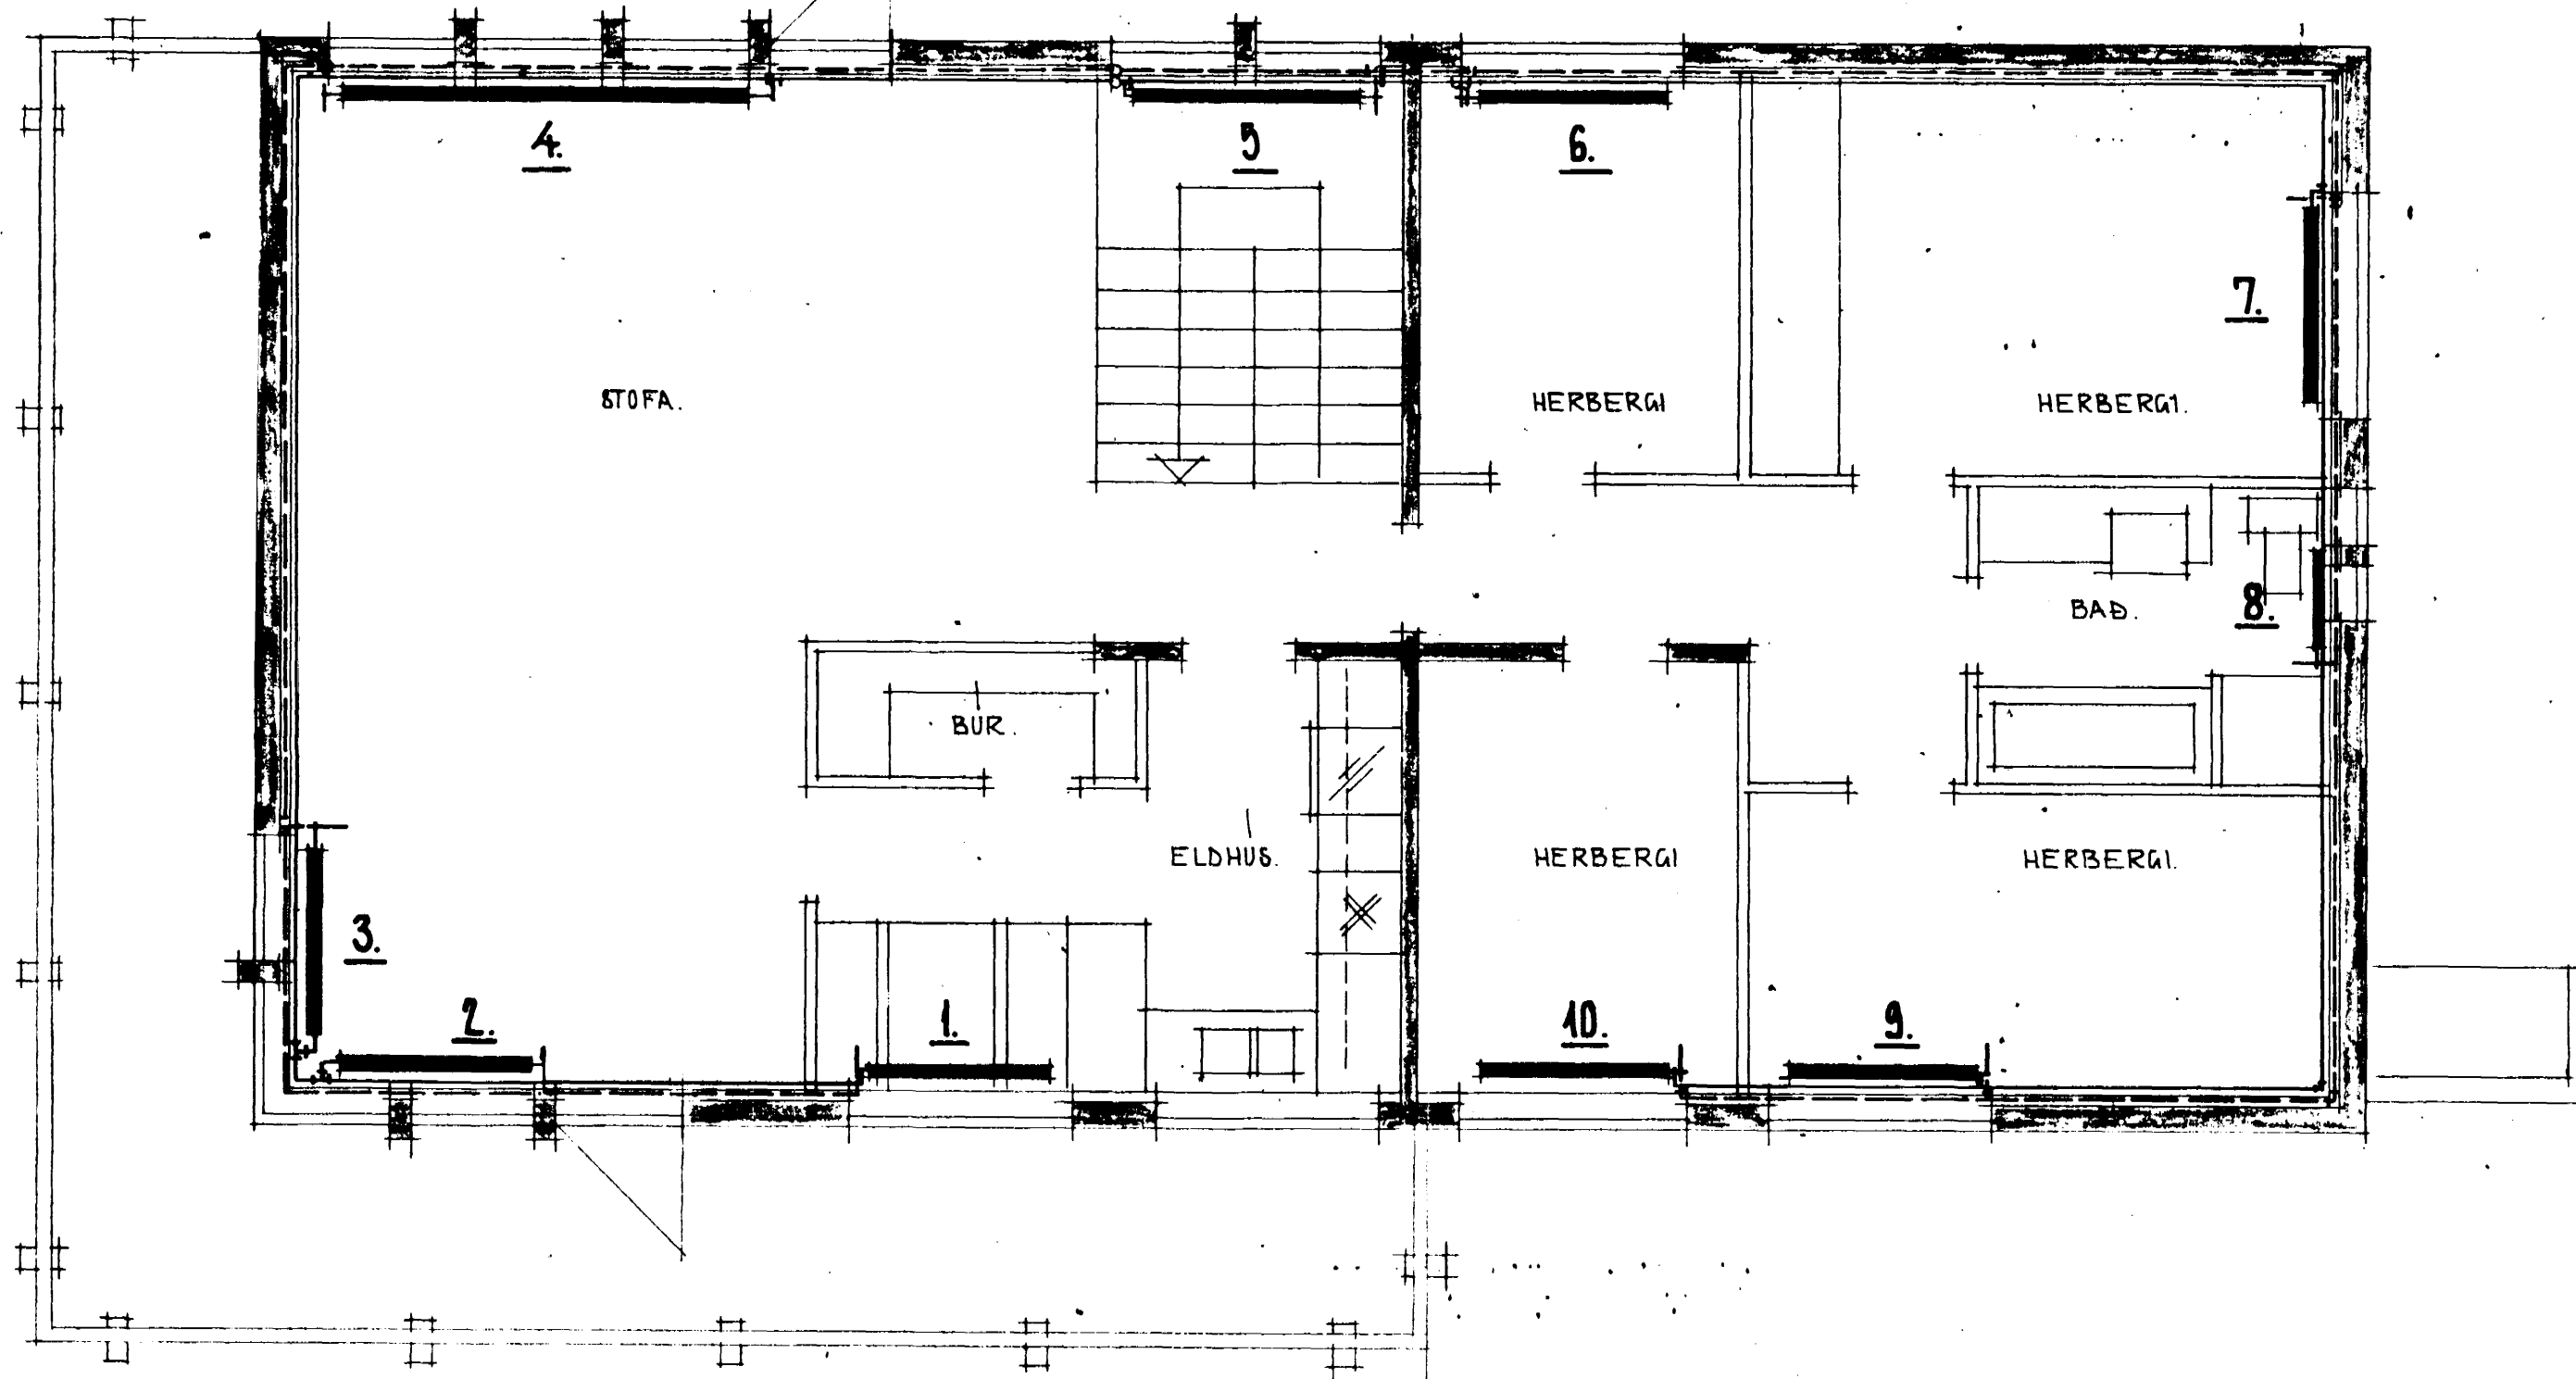 4.
5
6.
7.
STOFA.
HERBERGI
HERBERGI.
BAÐ.
8.
BÚR.
ELDHÚS.
HERBERGI
HERBERGI.
3.
2.
1.
10.
9.